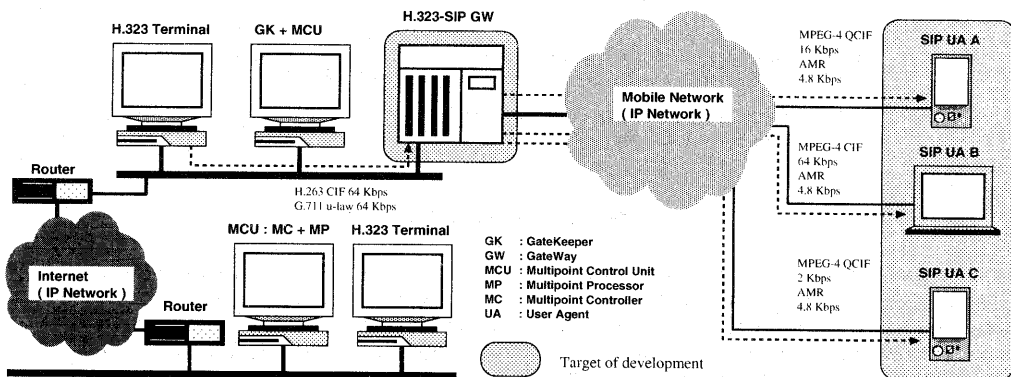 H.323-SIP GW
H.323 Terminal
GK + MCU
MPEG-4 QCIF
16 Kbps
AMR
4.8 Kbps
SIP UA A
Mobile Network
( IP Network )
MPEG-4 CIF
64 Kbps
AMR
4.8 Kbps
SIP UA B
Router
H.263 CIF 64 Kbps
G.711 u-law 64 Kbps
MCU : MC + MP
H.323 Terminal
GK : GateKeeper
GW : GateWay
MCU : Multipoint Control Unit
MP : Multipoint Processor
MC : Multipoint Controller
UA : User Agent
MPEG-4 QCIF
2 Kbps
AMR
4.8 Kbps
SIP UA C
Internet
( IP Network )
Router
Target of development